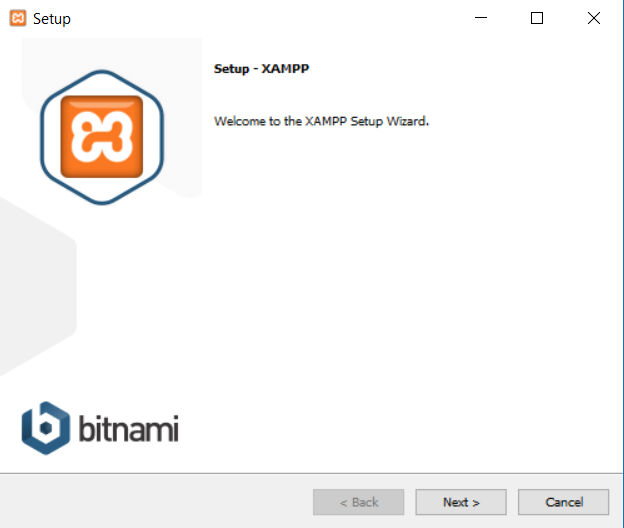 Setup
Setup - XAMPP
Welcome to the XAMPP Setup Wizard.
bitnami
< Back
Next >
Cancel